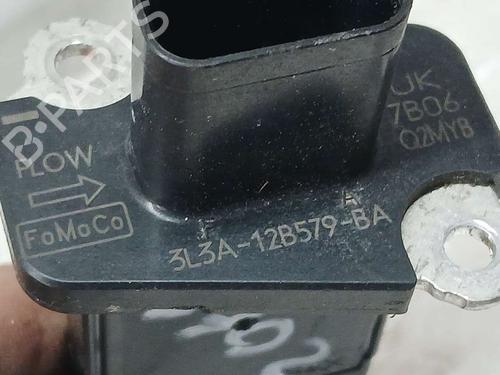 B-PARTS
FLOW
FoMoCo
UK
7B06
Q2MYB
F
A
3L3A-12B579-BA